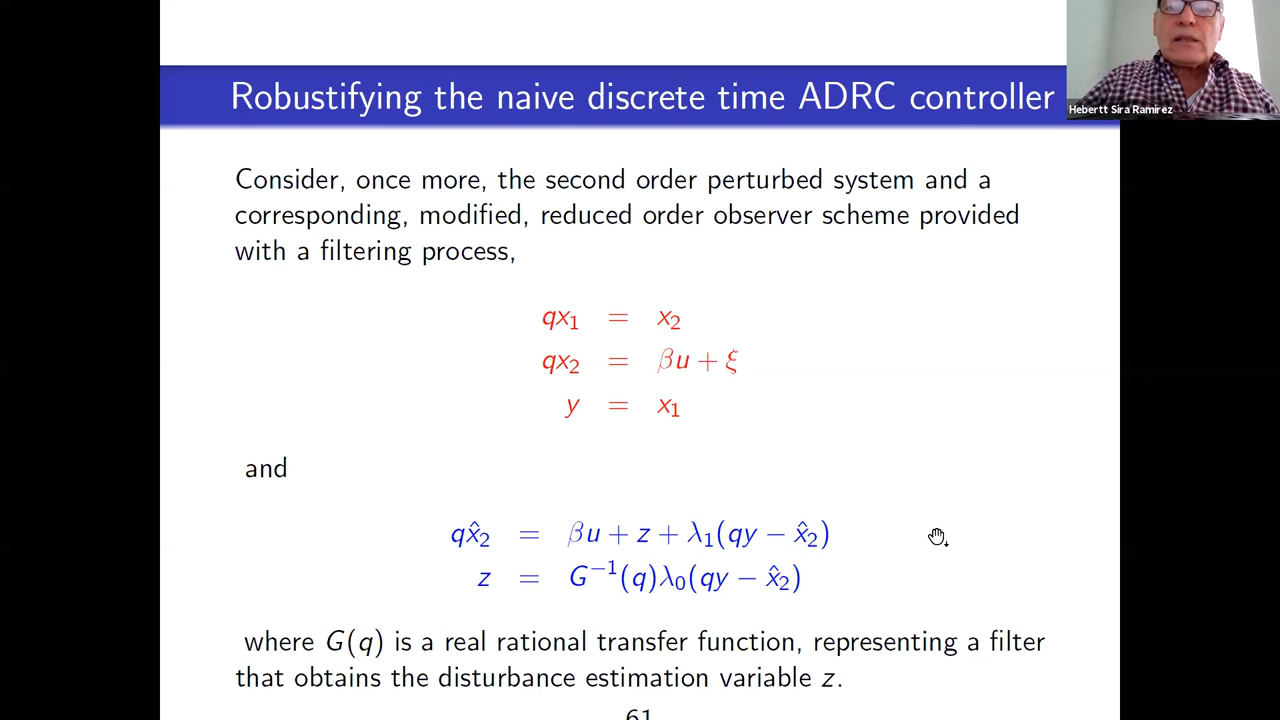 Robustifying the naive discrete time ADRC controller
Hebertt Sira Ramirez
Consider, once more, the second order perturbed system and a
corresponding, modified, reduced order observer scheme provided
with a filtering process,
qx₁ = x₂
qx₂ = βu + ξ
y = x₁
and
qx̂₂ = βu + z + λ₁(qy − x̂₂)
z = G⁻¹(q)λ₀(qy − x̂₂)
where G(q) is a real rational transfer function, representing a filter
that obtains the disturbance estimation variable z.
61